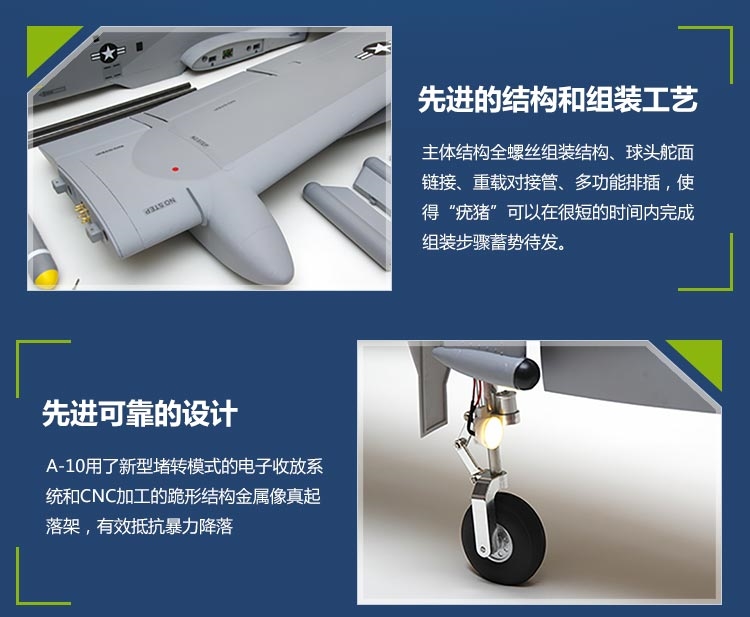 先进的结构和组装工艺
主体结构全螺丝组装结构、球头舵面
链接、重载对接管、多功能排插，使
得“疣猪”可以在很短的时间内完成
组装步骤蓄势待发。
NO STEP
先进可靠的设计
A-10用了新型堵转模式的电子收放系
统和CNC加工的跪形结构金属像真起
落架，有效抵抗暴力降落